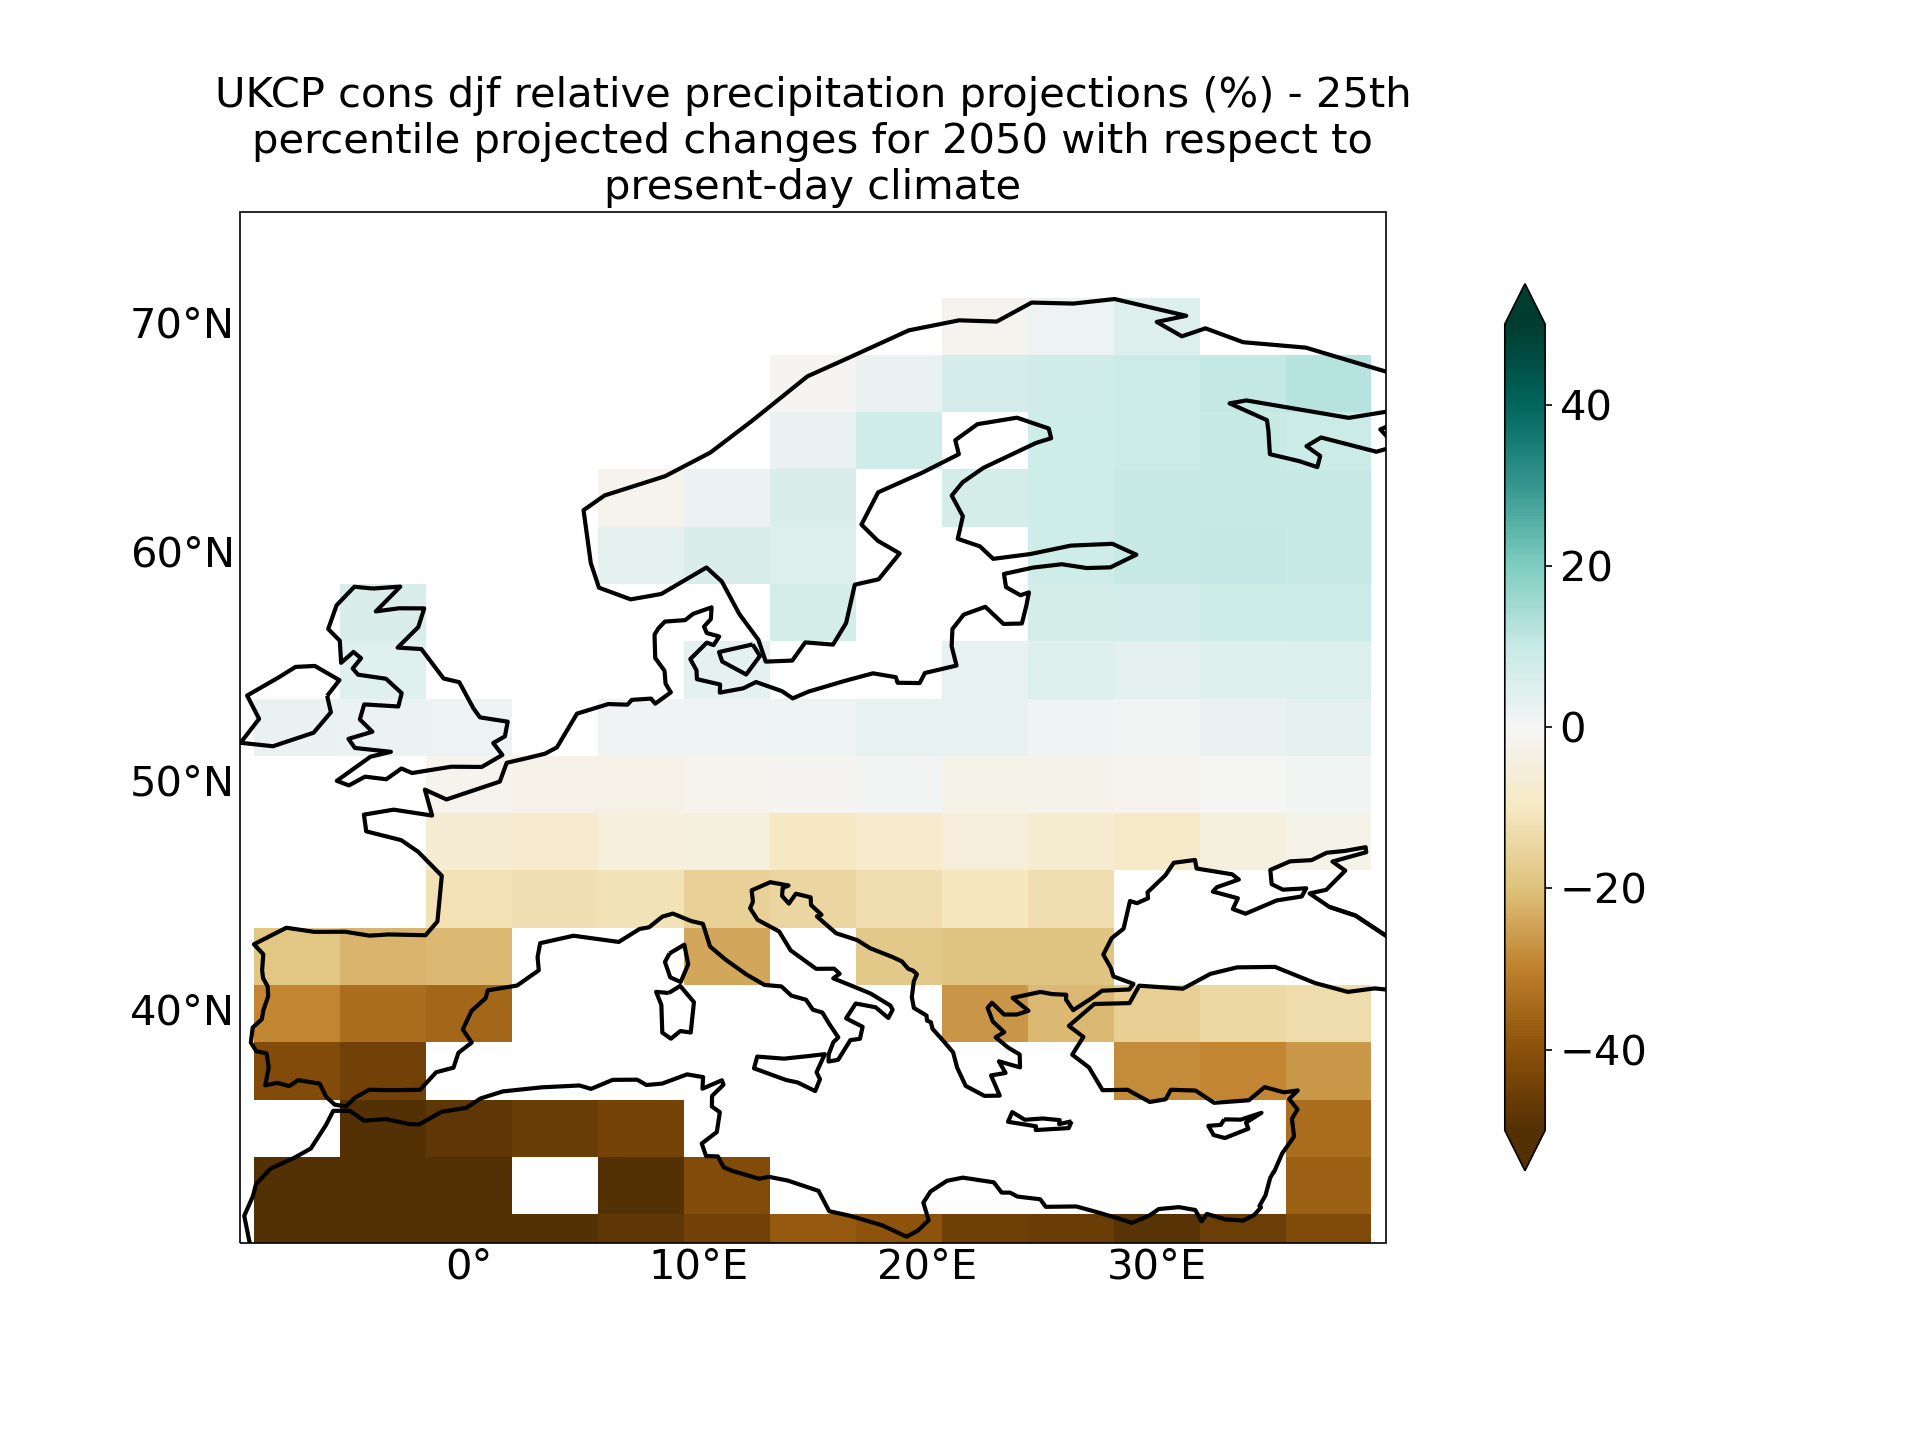 UKCP cons djf relative precipitation projections (%) - 25th
percentile projected changes for 2050 with respect to
present-day climate
70°N
60°N
50°N
40°N
0°
10°E
20°E
30°E
40
20
0
−20
−40